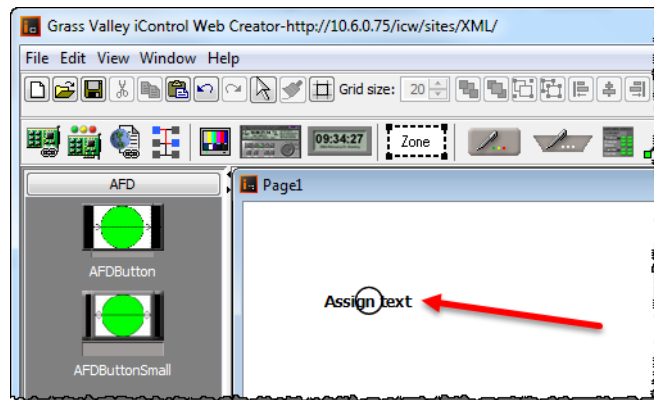 Grass Valley iControl Web Creator-http://10.6.0.75/icw/sites/XML/
File Edit View Window Help
Grid size: 20
09:34:27 Zone
AFD
Page1
AFDButton
Assign text
AFDButtonSmall